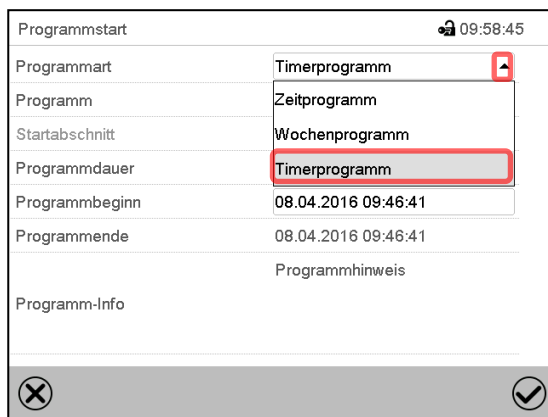 Programmstart 09:58:45
Programmart Timerprogramm
Programm Zeitprogramm
Startabschnitt Wochenprogramm
Programmdauer Timerprogramm
Programmbeginn 08.04.2016 09:46:41
Programmende 08.04.2016 09:46:41
Programmhinweis
Programm-Info